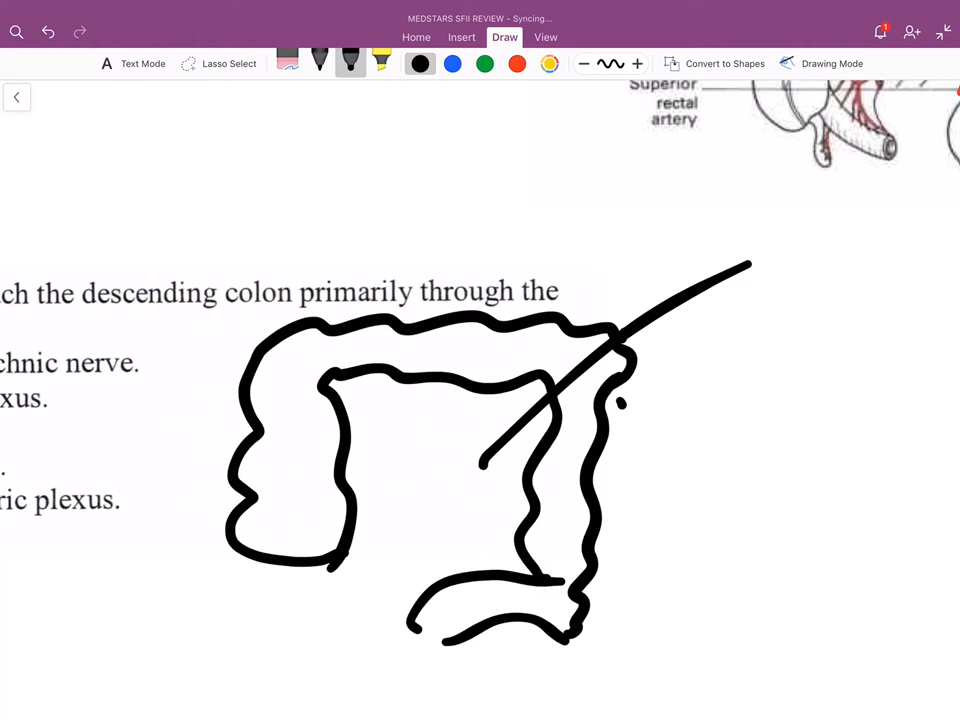 MEDSTARS SFII REVIEW - Syncing...
Home Insert Draw View
1
A Text Mode Lasso Select Convert to Shapes Drawing Mode
Superior
rectal
artery
ch the descending colon primarily through the
chnic nerve.
xus.
.
ric plexus.